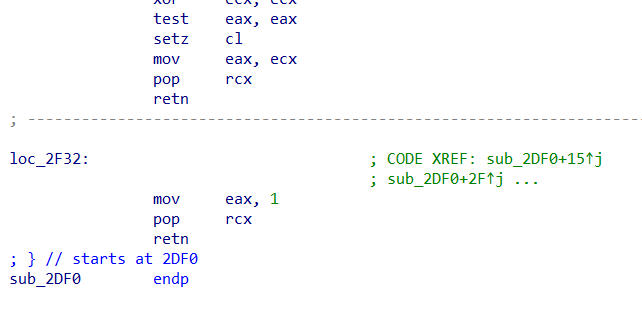 xor ecx, ecx
test eax, eax
setz cl
mov eax, ecx
pop rcx
retn
; ---------------------------------------------------------------------
loc_2F32: ; CODE XREF: sub_2DF0+15↑j
; sub_2DF0+2F↑j ...
mov eax, 1
pop rcx
retn
; } // starts at 2DF0
sub_2DF0 endp